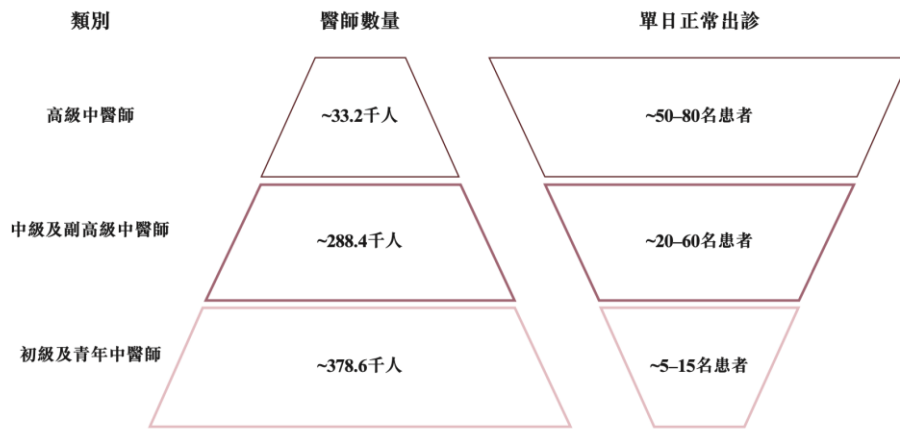 類別 醫師數量 單日正常出診
高級中醫師 ~33.2千人 ~50–80名患者
中級及副高級中醫師 ~288.4千人 ~20–60名患者
初級及青年中醫師 ~378.6千人 ~5–15名患者